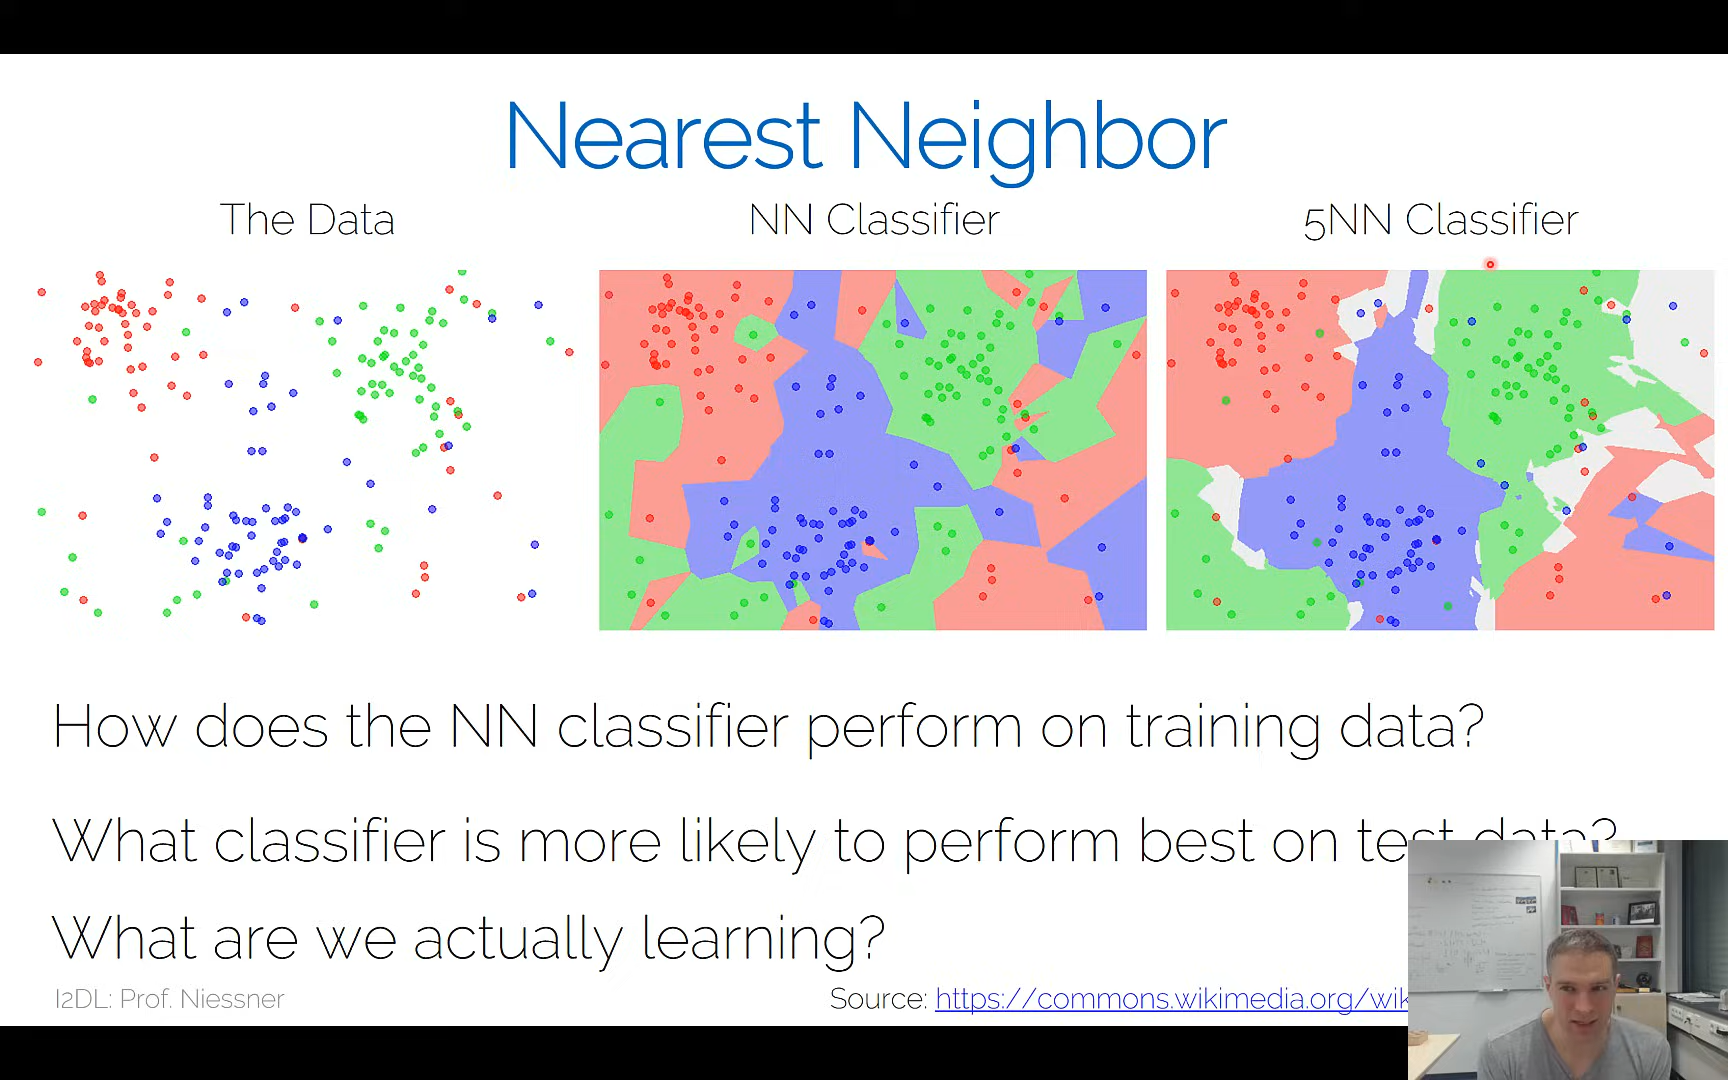 Nearest Neighbor
The Data
NN Classifier
5NN Classifier
How does the NN classifier perform on training data?
What classifier is more likely to perform best on test data?
What are we actually learning?
I2DL: Prof. Niessner
Source: https://commons.wikimedia.org/wik